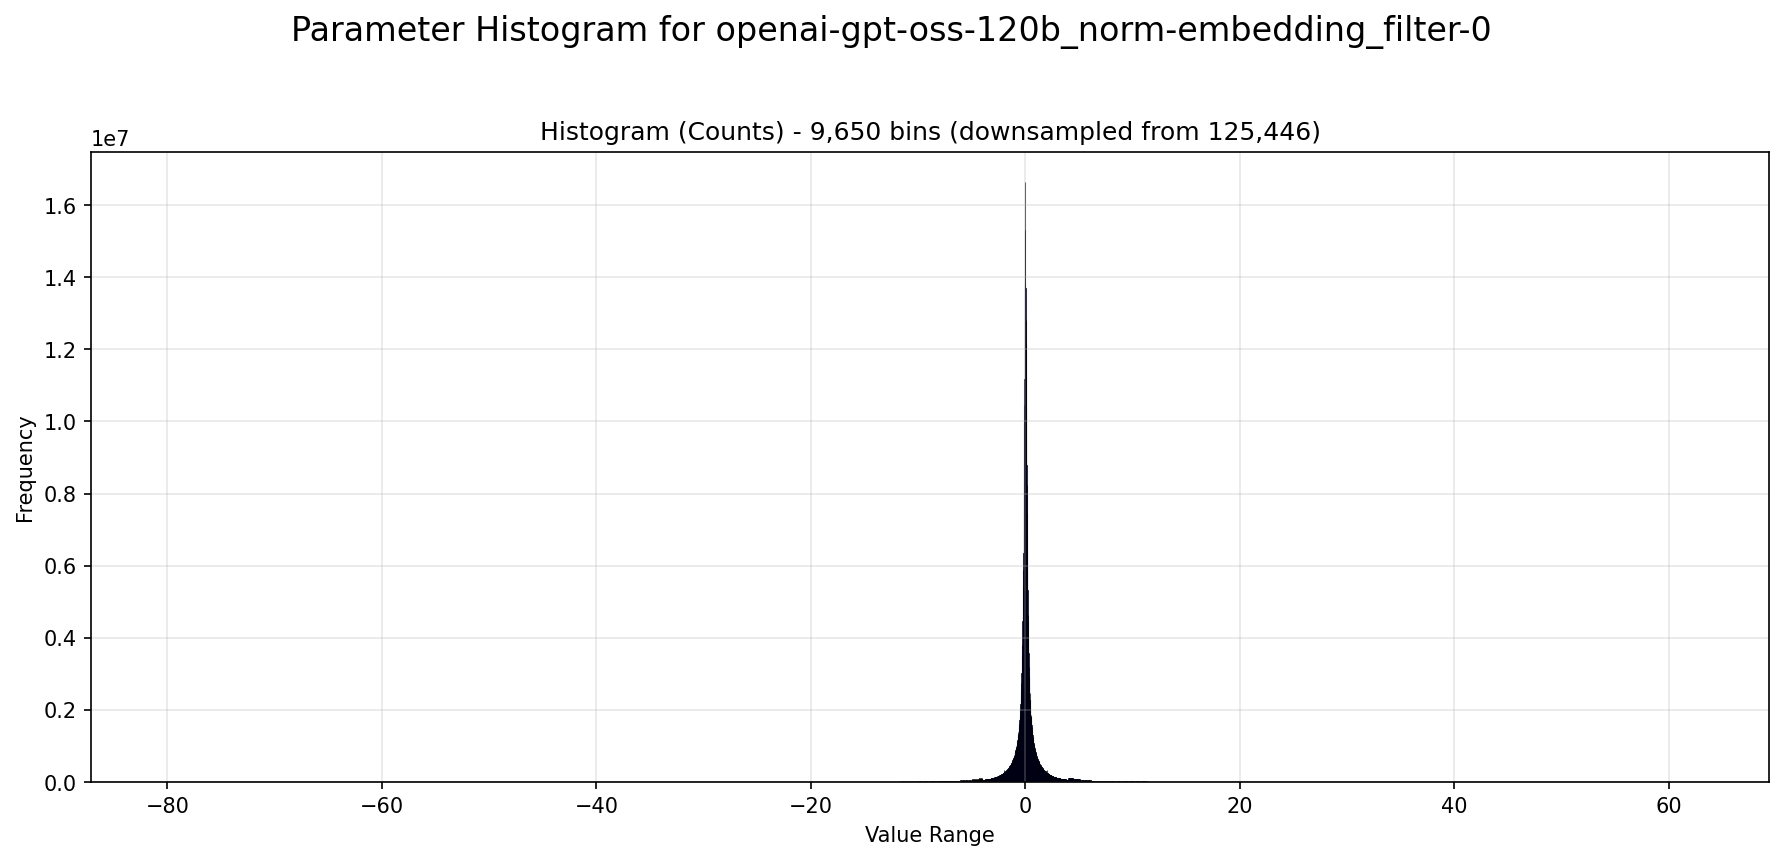 Parameter Histogram for openai-gpt-oss-120b_norm-embedding_filter-0
Histogram (Counts) - 9,650 bins (downsampled from 125,446)
1e7
1.6
1.4
1.2
1.0
0.8
0.6
0.4
0.2
0.0
Frequency
−80 −60 −40 −20 0 20 40 60
Value Range